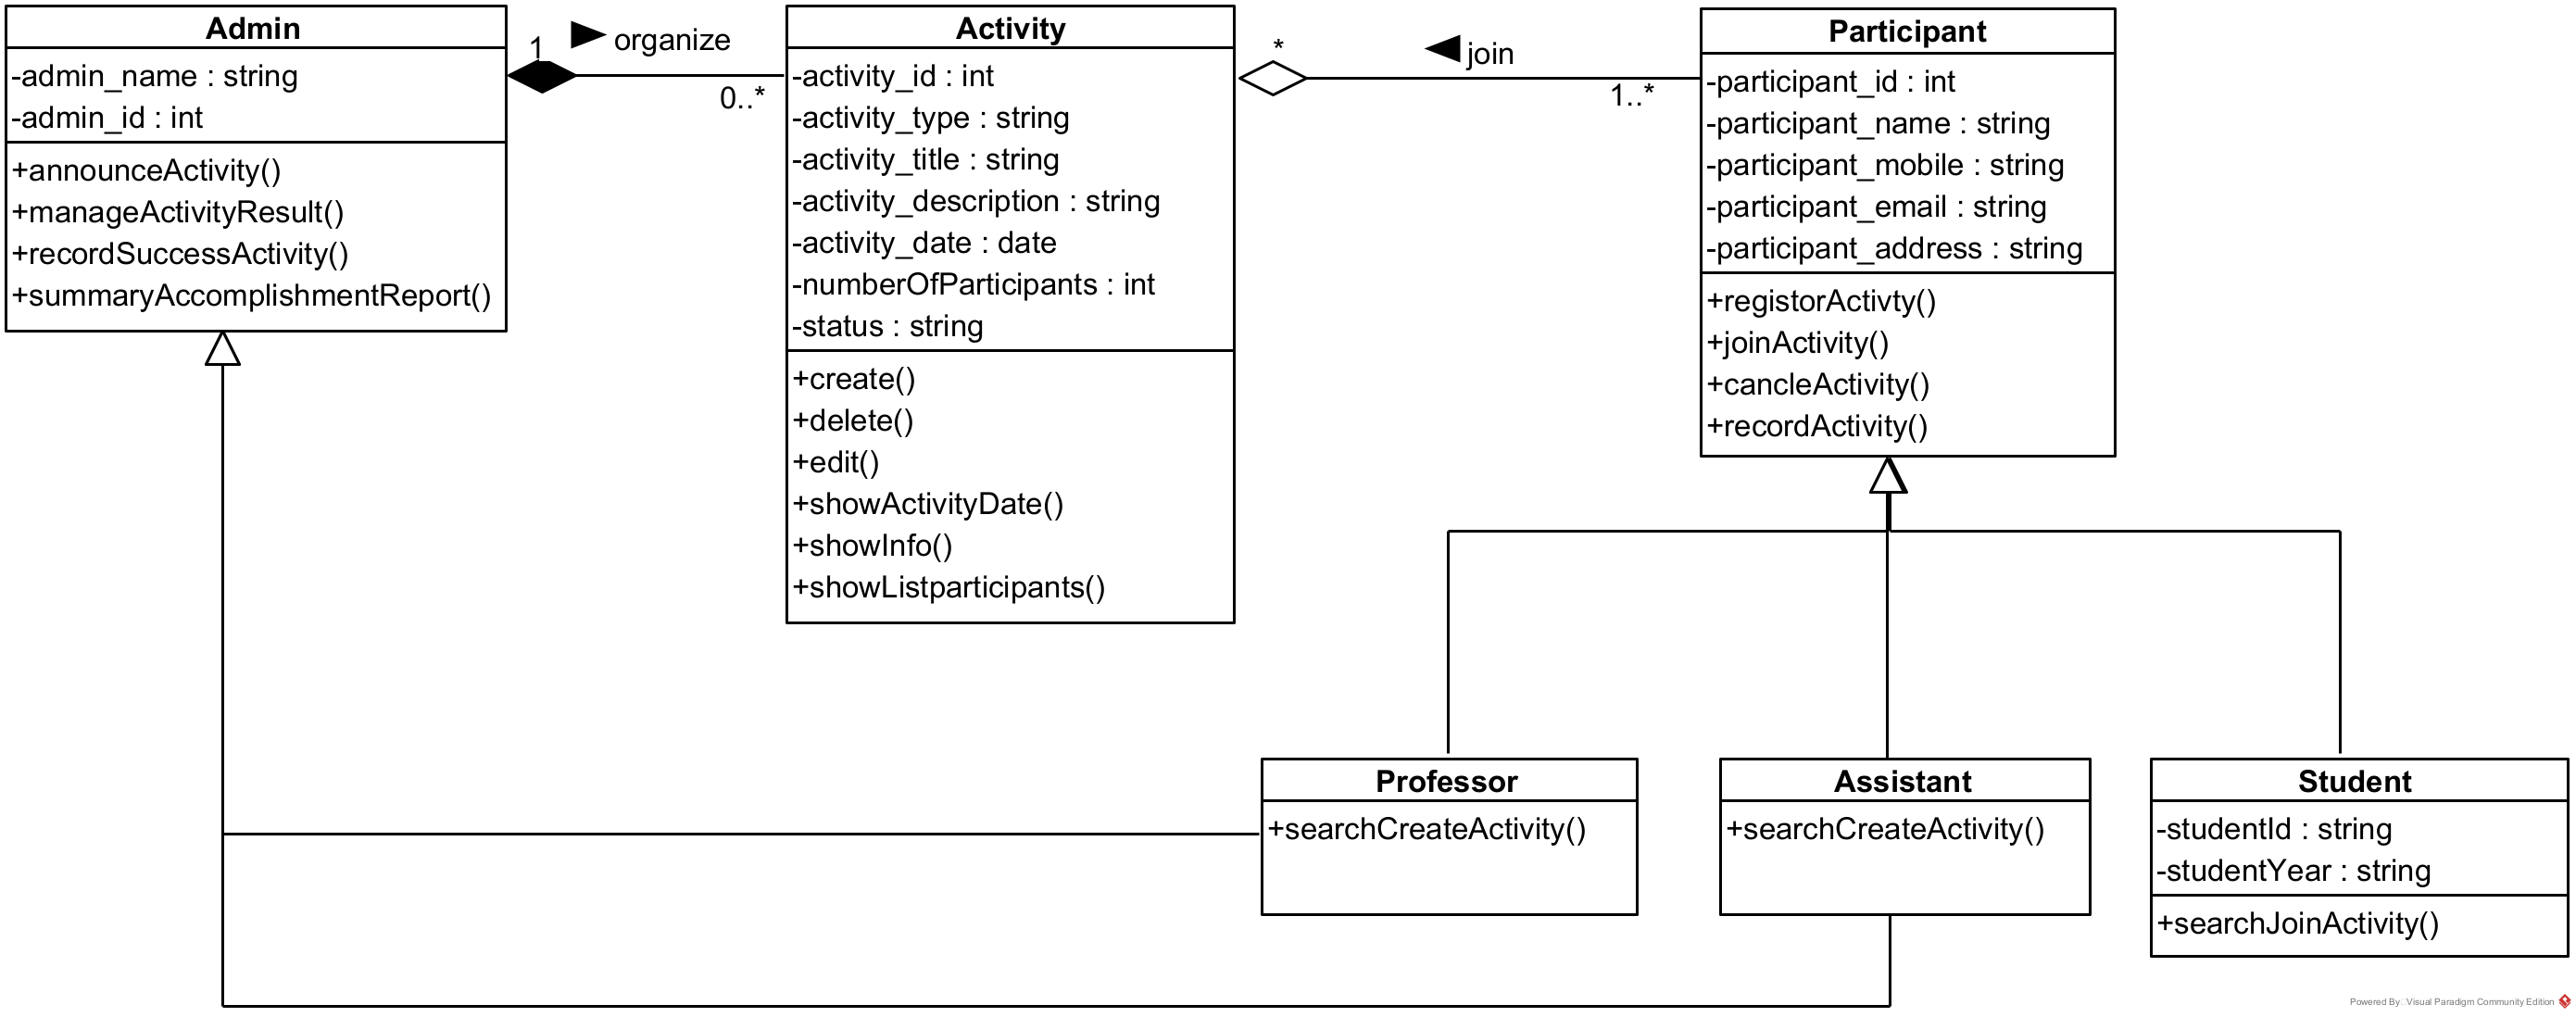 Admin
-admin_name : string
-admin_id : int
+announceActivity()
+manageActivityResult()
+recordSuccessActivity()
+summaryAccomplishmentReport()
1
organize
0..*
Activity
-activity_id : int
-activity_type : string
-activity_title : string
-activity_description : string
-activity_date : date
-numberOfParticipants : int
-status : string
+create()
+delete()
+edit()
+showActivityDate()
+showInfo()
+showListparticipants()
*
join
1..*
Participant
-participant_id : int
-participant_name : string
-participant_mobile : string
-participant_email : string
-participant_address : string
+registorActivty()
+joinActivity()
+cancleActivity()
+recordActivity()
Professor
+searchCreateActivity()
Assistant
+searchCreateActivity()
Student
-studentId : string
-studentYear : string
+searchJoinActivity()
Powered By Visual Paradigm Community Edition